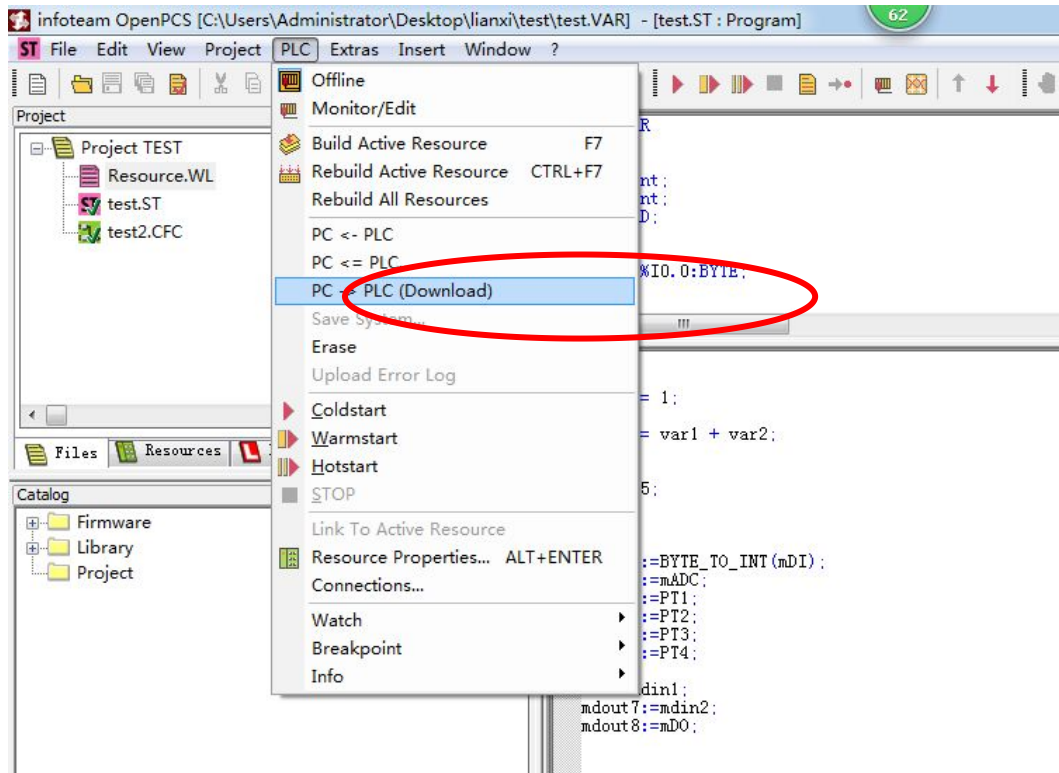 infoteam OpenPCS [C:\Users\Administrator\Desktop\lianxi\test\test.VAR] - [test.ST : Program]
62
ST File Edit View Project PLC Extras Insert Window ?
Project
Project TEST
Resource.WL
ST test.ST
test2.CFC
Files Resources L
Catalog
Firmware
Library
Project
Offline
Monitor/Edit
Build Active Resource F7
Rebuild Active Resource CTRL+F7
Rebuild All Resources
PC <- PLC
PC <= PLC
PC -> PLC (Download)
Save System...
Erase
Upload Error Log
Coldstart
Warmstart
Hotstart
STOP
Link To Active Resource
Resource Properties... ALT+ENTER
Connections...
Watch
Breakpoint
Info
R
nt;
nt;
D;
%I0.0:BYTE;
= 1;
= var1 + var2;
5;
:=BYTE_TO_INT(mDI);
:=mADC;
:=PT1;
:=PT2;
:=PT3;
:=PT4;
din1;
mdout7:=mdin2;
mdout8:=mDO;